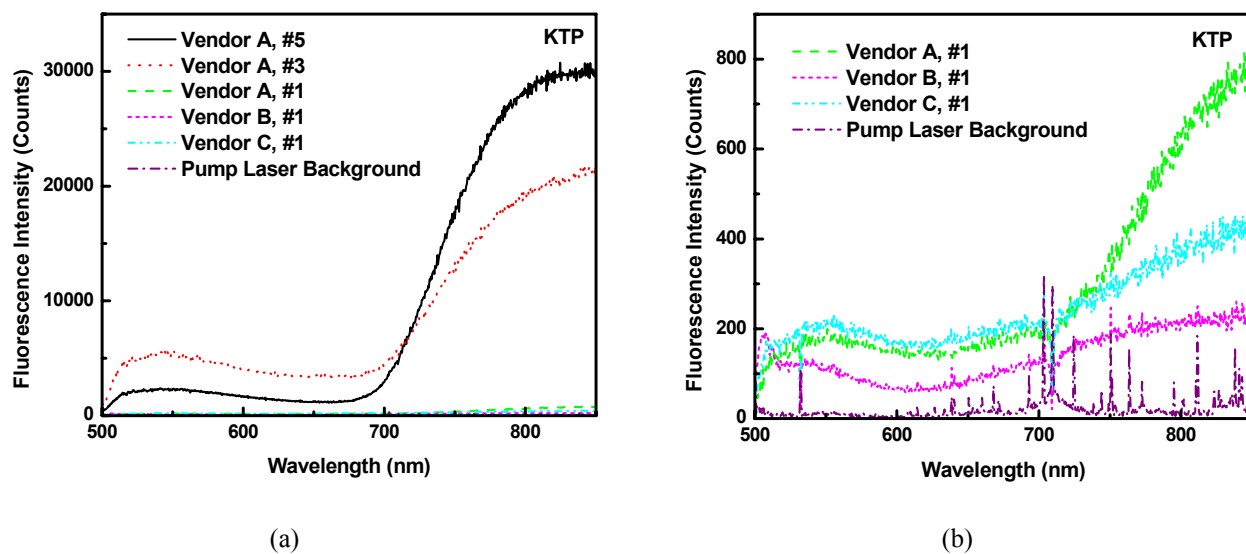 Vendor A, #5
Vendor A, #3
Vendor A, #1
Vendor B, #1
Vendor C, #1
Pump Laser Background
KTP
30000
20000
10000
0
500
600
700
800
Fluorescence Intensity (Counts)
Wavelength (nm)
(a)
Vendor A, #1
Vendor B, #1
Vendor C, #1
Pump Laser Background
KTP
800
600
400
200
0
500
600
700
800
Fluorescence Intensity (Counts)
Wavelength (nm)
(b)